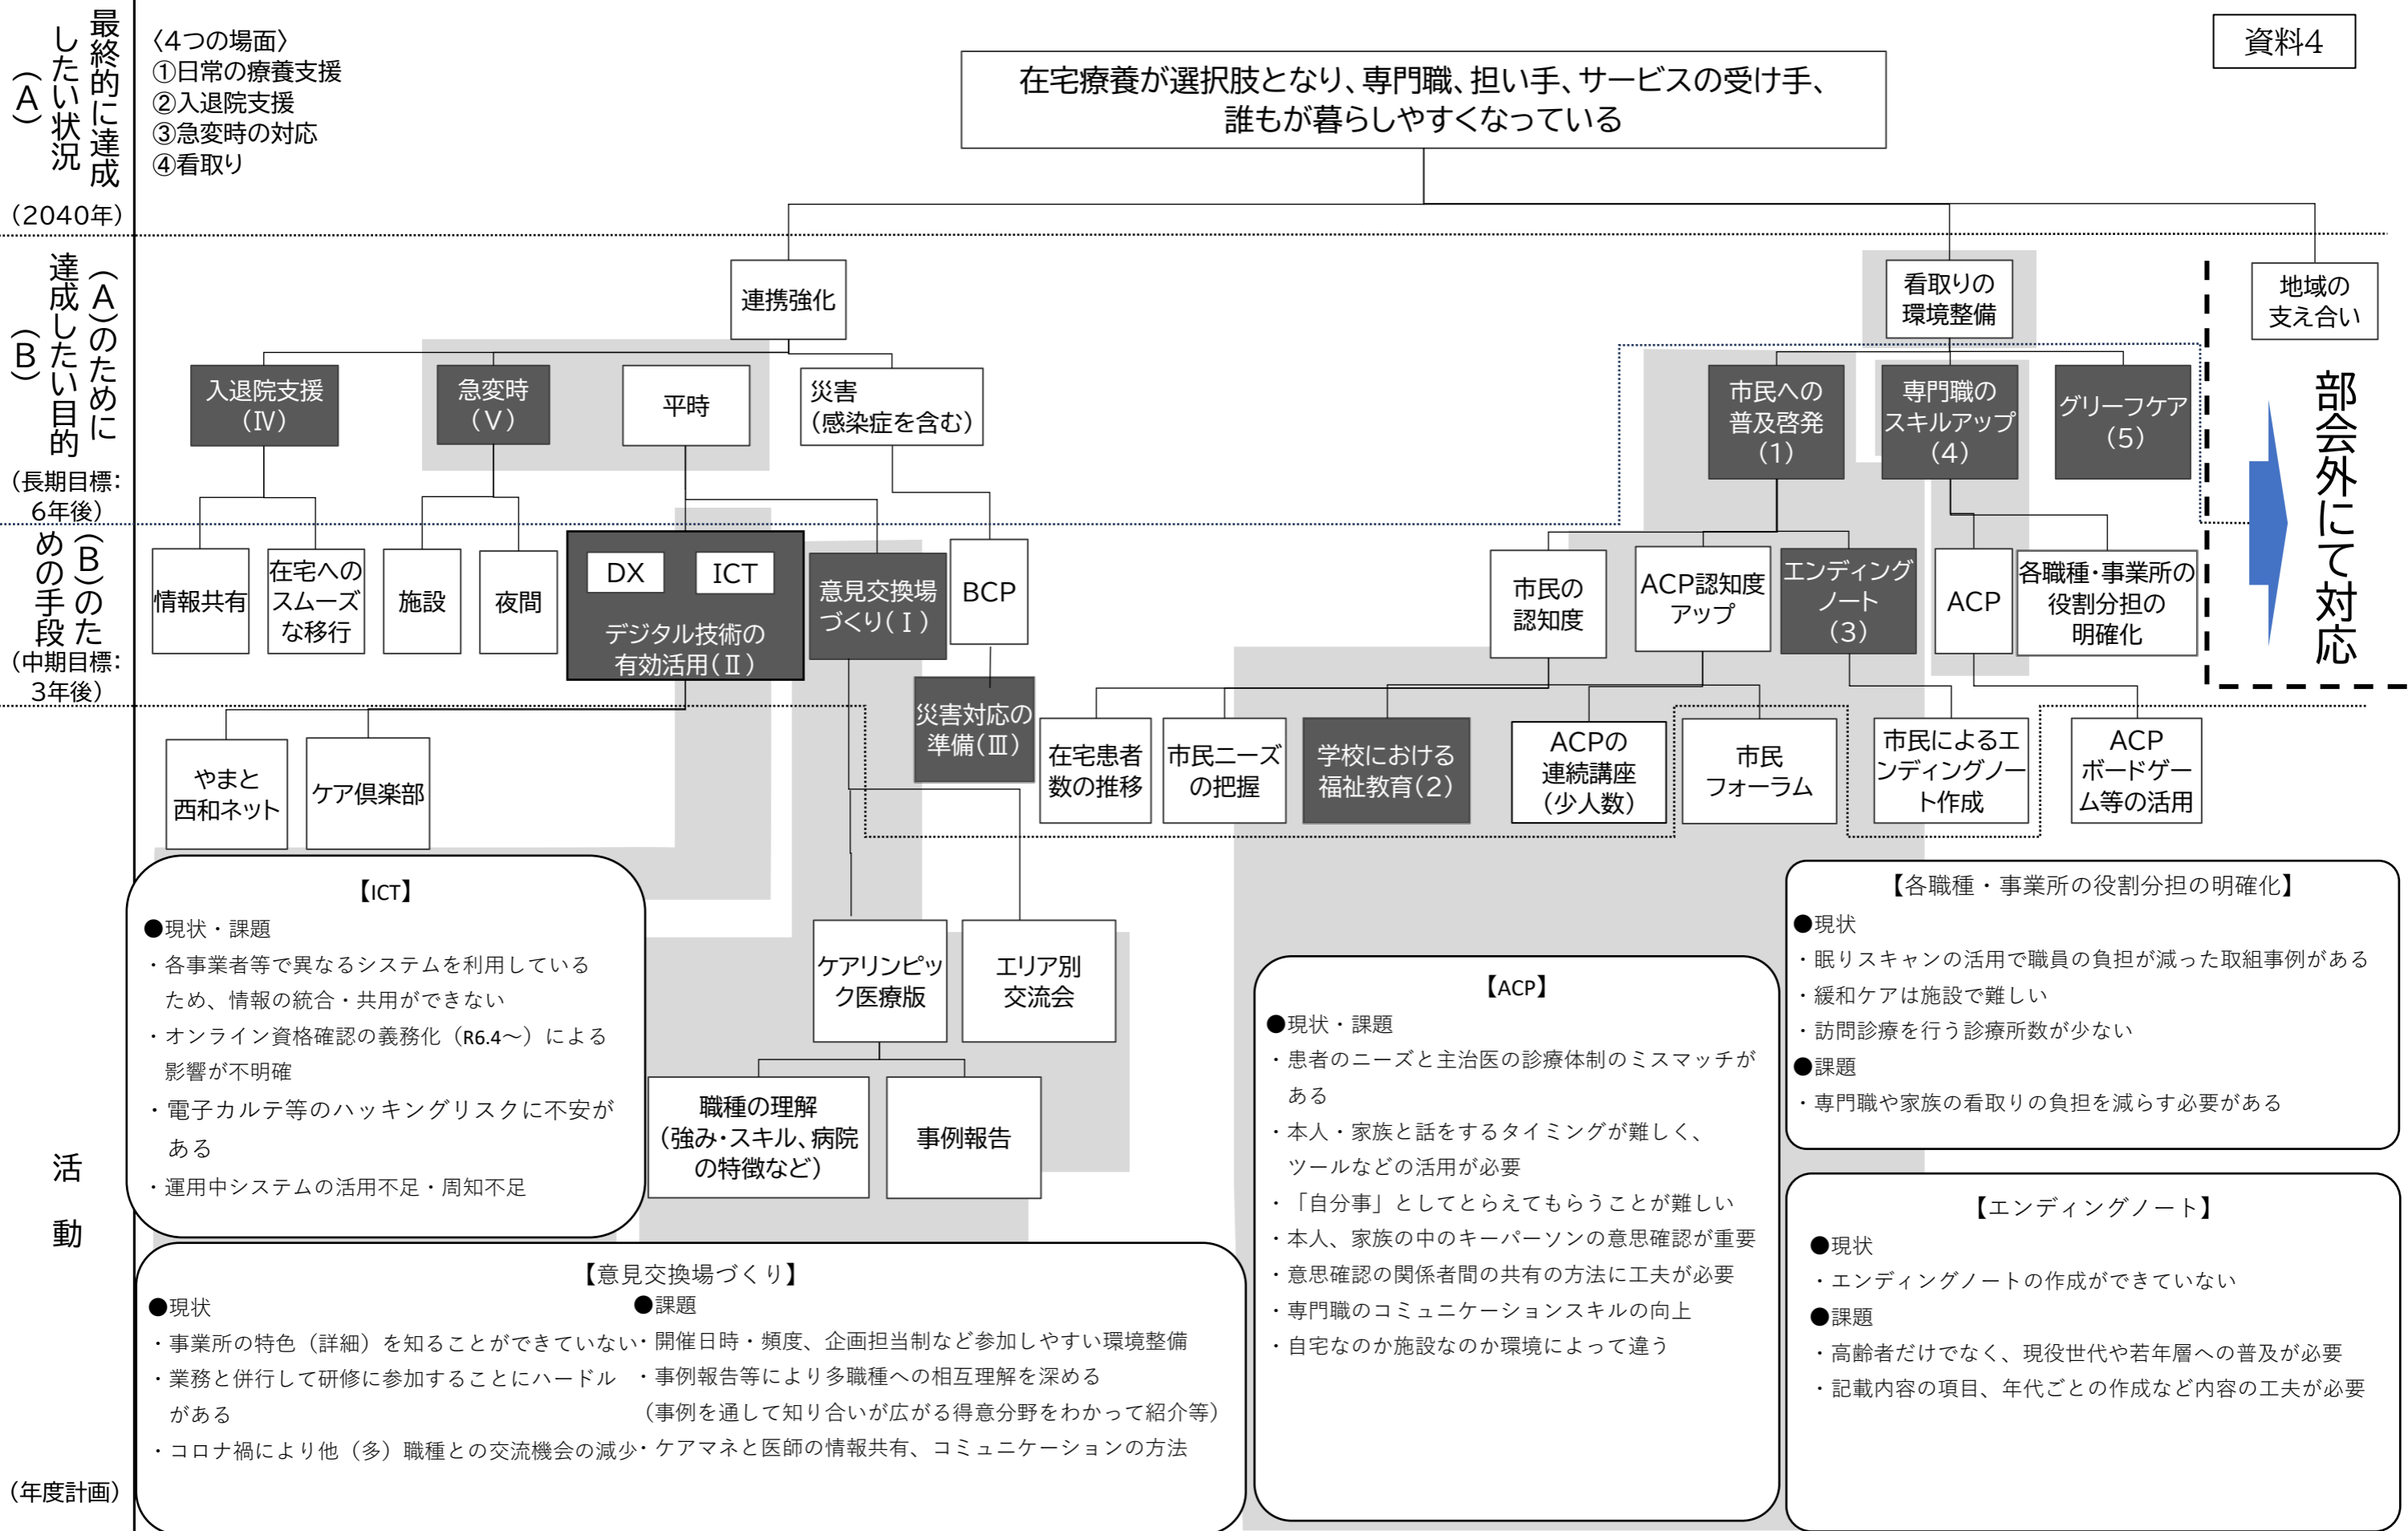 資料4
最終的に達成
したい状況
（A）
（2040年）
〈4つの場面〉
①日常の療養支援
②入退院支援
③急変時の対応
④看取り
在宅療養が選択肢となり、専門職、担い手、サービスの受け手、
誰もが暮らしやすくなっている
（A）のために
達成したい目的
（B）
（長期目標：
6年後）
連携強化
看取りの
環境整備
地域の
支え合い
入退院支援
（Ⅳ）
急変時
（Ⅴ）
平時
災害
（感染症を含む）
市民への
普及啓発
（1）
専門職の
スキルアップ
（4）
グリーフケア
（5）
部会外にて対応
（B）のた
めの手段
（中期目標：
3年後）
情報共有
在宅への
スムーズ
な移行
施設
夜間
DX
ICT
デジタル技術の
有効活用（Ⅱ）
意見交換場
づくり（Ⅰ）
BCP
災害対応の
準備（Ⅲ）
市民の
認知度
ACP認知度
アップ
エンディング
ノート
（3）
ACP
各職種・事業所の
役割分担の
明確化
活
動
（年度計画）
やまと
西和ネット
ケア倶楽部
在宅患者
数の推移
市民ニーズ
の把握
学校における
福祉教育（2）
ACPの
連続講座
（少人数）
市民
フォーラム
市民によるエ
ンディングノー
ト作成
ACP
ボードゲー
ム等の活用
ケアリンピッ
ク医療版
エリア別
交流会
職種の理解
（強み・スキル、病院
の特徴など）
事例報告
【ICT】
●現状・課題
・各事業者等で異なるシステムを利用している
ため、情報の統合・共用ができない
・オンライン資格確認の義務化（R6.4～）による
影響が不明確
・電子カルテ等のハッキングリスクに不安が
ある
・運用中システムの活用不足・周知不足
【意見交換場づくり】
●現状
・事業所の特色（詳細）を知ることができていない
・業務と併行して研修に参加することにハードル
がある
・コロナ禍により他（多）職種との交流機会の減少
●課題
・開催日時・頻度、企画担当制など参加しやすい環境整備
・事例報告等により多職種への相互理解を深める
（事例を通して知り合いが広がる得意分野をわかって紹介等）
・ケアマネと医師の情報共有、コミュニケーションの方法
【ACP】
●現状・課題
・患者のニーズと主治医の診療体制のミスマッチが
ある
・本人・家族と話をするタイミングが難しく、
ツールなどの活用が必要
・「自分事」としてとらえてもらうことが難しい
・本人、家族の中のキーパーソンの意思確認が重要
・意思確認の関係者間の共有の方法に工夫が必要
・専門職のコミュニケーションスキルの向上
・自宅なのか施設なのか環境によって違う
【各職種・事業所の役割分担の明確化】
●現状
・眠りスキャンの活用で職員の負担が減った取組事例がある
・緩和ケアは施設で難しい
・訪問診療を行う診療所数が少ない
●課題
・専門職や家族の看取りの負担を減らす必要がある
【エンディングノート】
●現状
・エンディングノートの作成ができていない
●課題
・高齢者だけでなく、現役世代や若年層への普及が必要
・記載内容の項目、年代ごとの作成など内容の工夫が必要